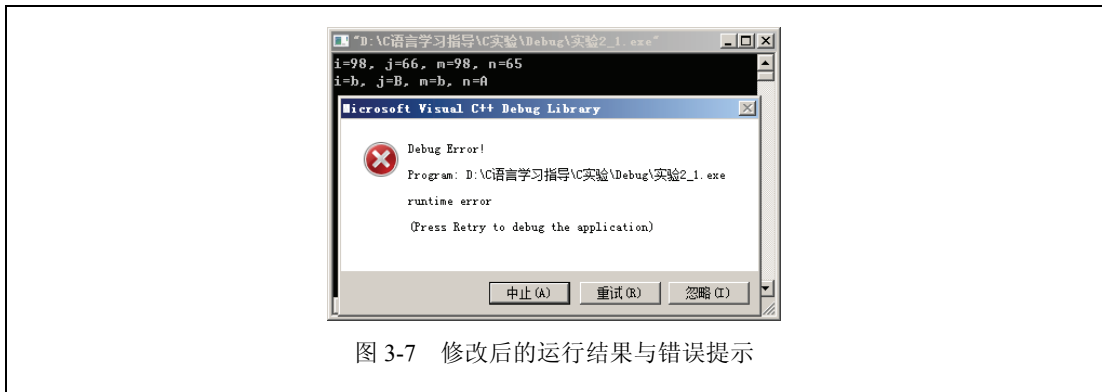 "D:\C语言学习指导\C实验\Debug\实验2_1.exe"
i=98, j=66, m=98, n=65
i=b, j=B, m=b, n=A
Microsoft Visual C++ Debug Library
Debug Error!
Program: D:\C语言学习指导\C实验\Debug\实验2_1.exe
runtime error
(Press Retry to debug the application)
中止(A) 重试(R) 忽略(I)
图 3-7 修改后的运行结果与错误提示